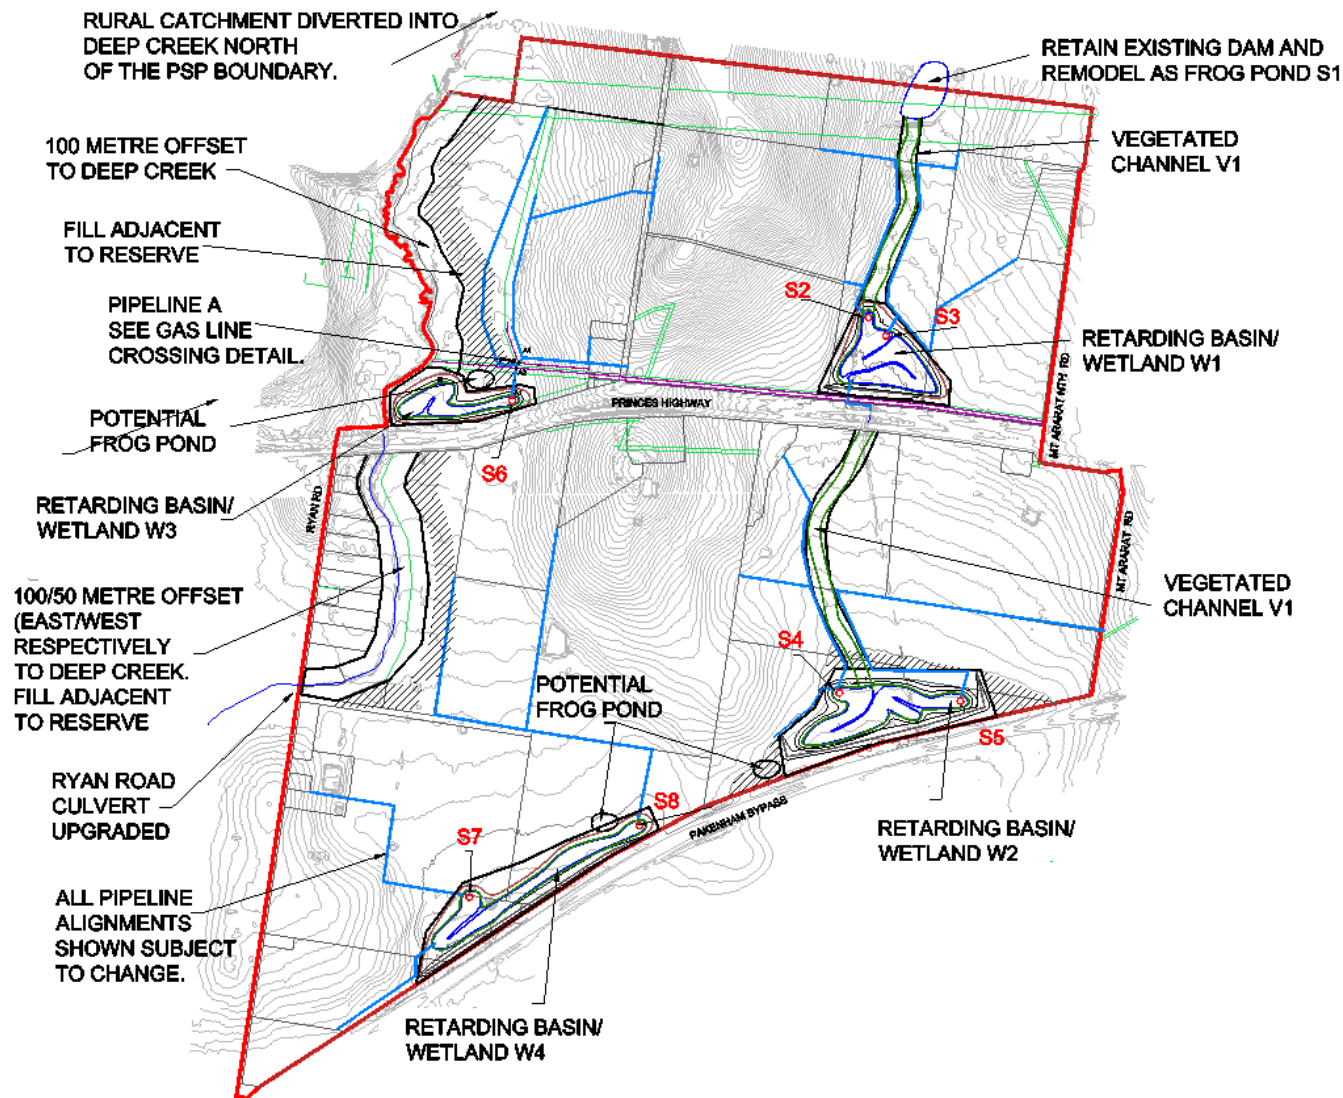 RURAL CATCHMENT DIVERTED INTO
DEEP CREEK NORTH
OF THE PSP BOUNDARY.
RETAIN EXISTING DAM AND
REMODEL AS FROG POND S1
100 METRE OFFSET
TO DEEP CREEK
VEGETATED
CHANNEL V1
FILL ADJACENT
TO RESERVE
PIPELINE A
SEE GAS LINE
CROSSING DETAIL.
S2
S3
RETARDING BASIN/
WETLAND W1
MT ARARAT NTH RD
PRINCES HIGHWAY
POTENTIAL
FROG POND
S6
RETARDING BASIN/
WETLAND W3
RYAN RD
MT ARARAT RD
100/50 METRE OFFSET
(EAST/WEST
RESPECTIVELY
TO DEEP CREEK.
FILL ADJACENT
TO RESERVE
VEGETATED
CHANNEL V1
S4
POTENTIAL
FROG POND
S5
RYAN ROAD
CULVERT
UPGRADED
S8
PAKENHAM BYPASS
RETARDING BASIN/
WETLAND W2
S7
ALL PIPELINE
ALIGNMENTS
SHOWN SUBJECT
TO CHANGE.
RETARDING BASIN/
WETLAND W4